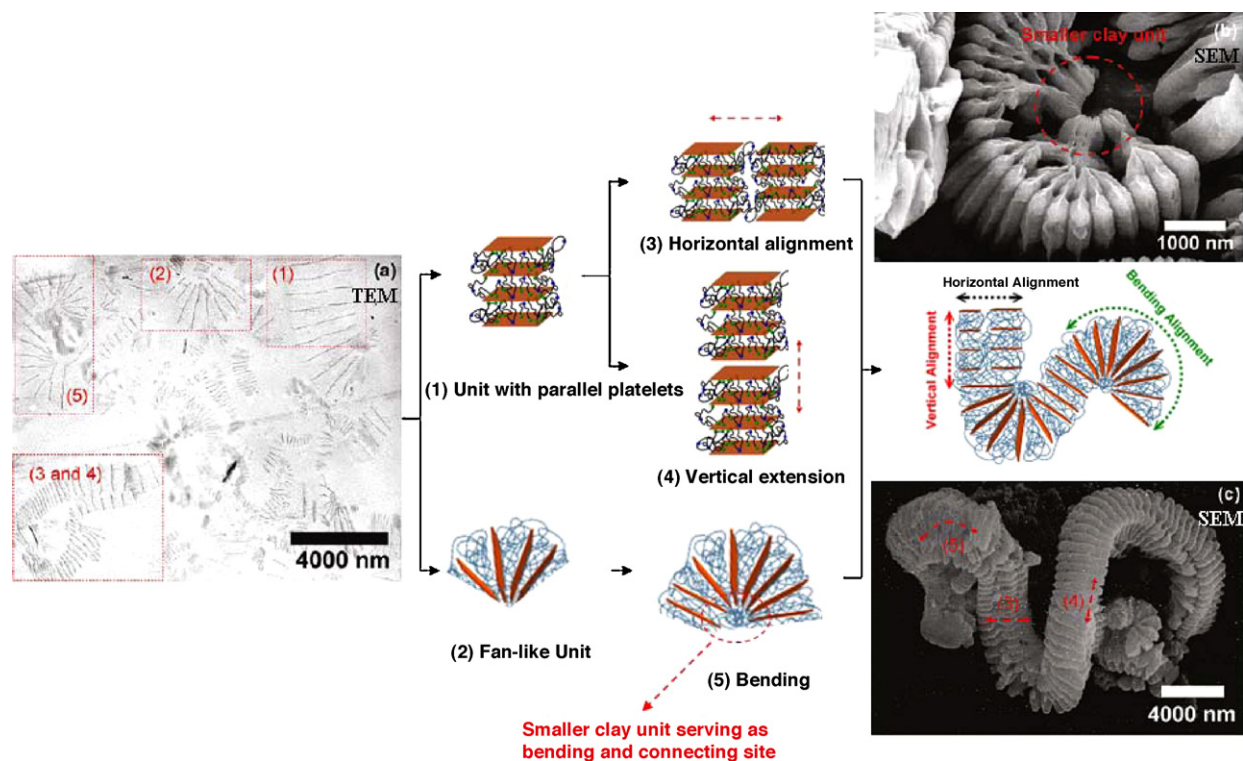 (a)
TEM
(1)
(2)
(5)
(3 and 4)
4000 nm
(1) Unit with parallel platelets
(2) Fan-like Unit
(3) Horizontal alignment
(4) Vertical extension
(5) Bending
Smaller clay unit serving as
bending and connecting site
(b)
SEM
Smaller clay unit
1000 nm
Horizontal Alignment
Vertical Alignment
Bending Alignment
(c)
SEM
(5)
(3)
(4)
4000 nm